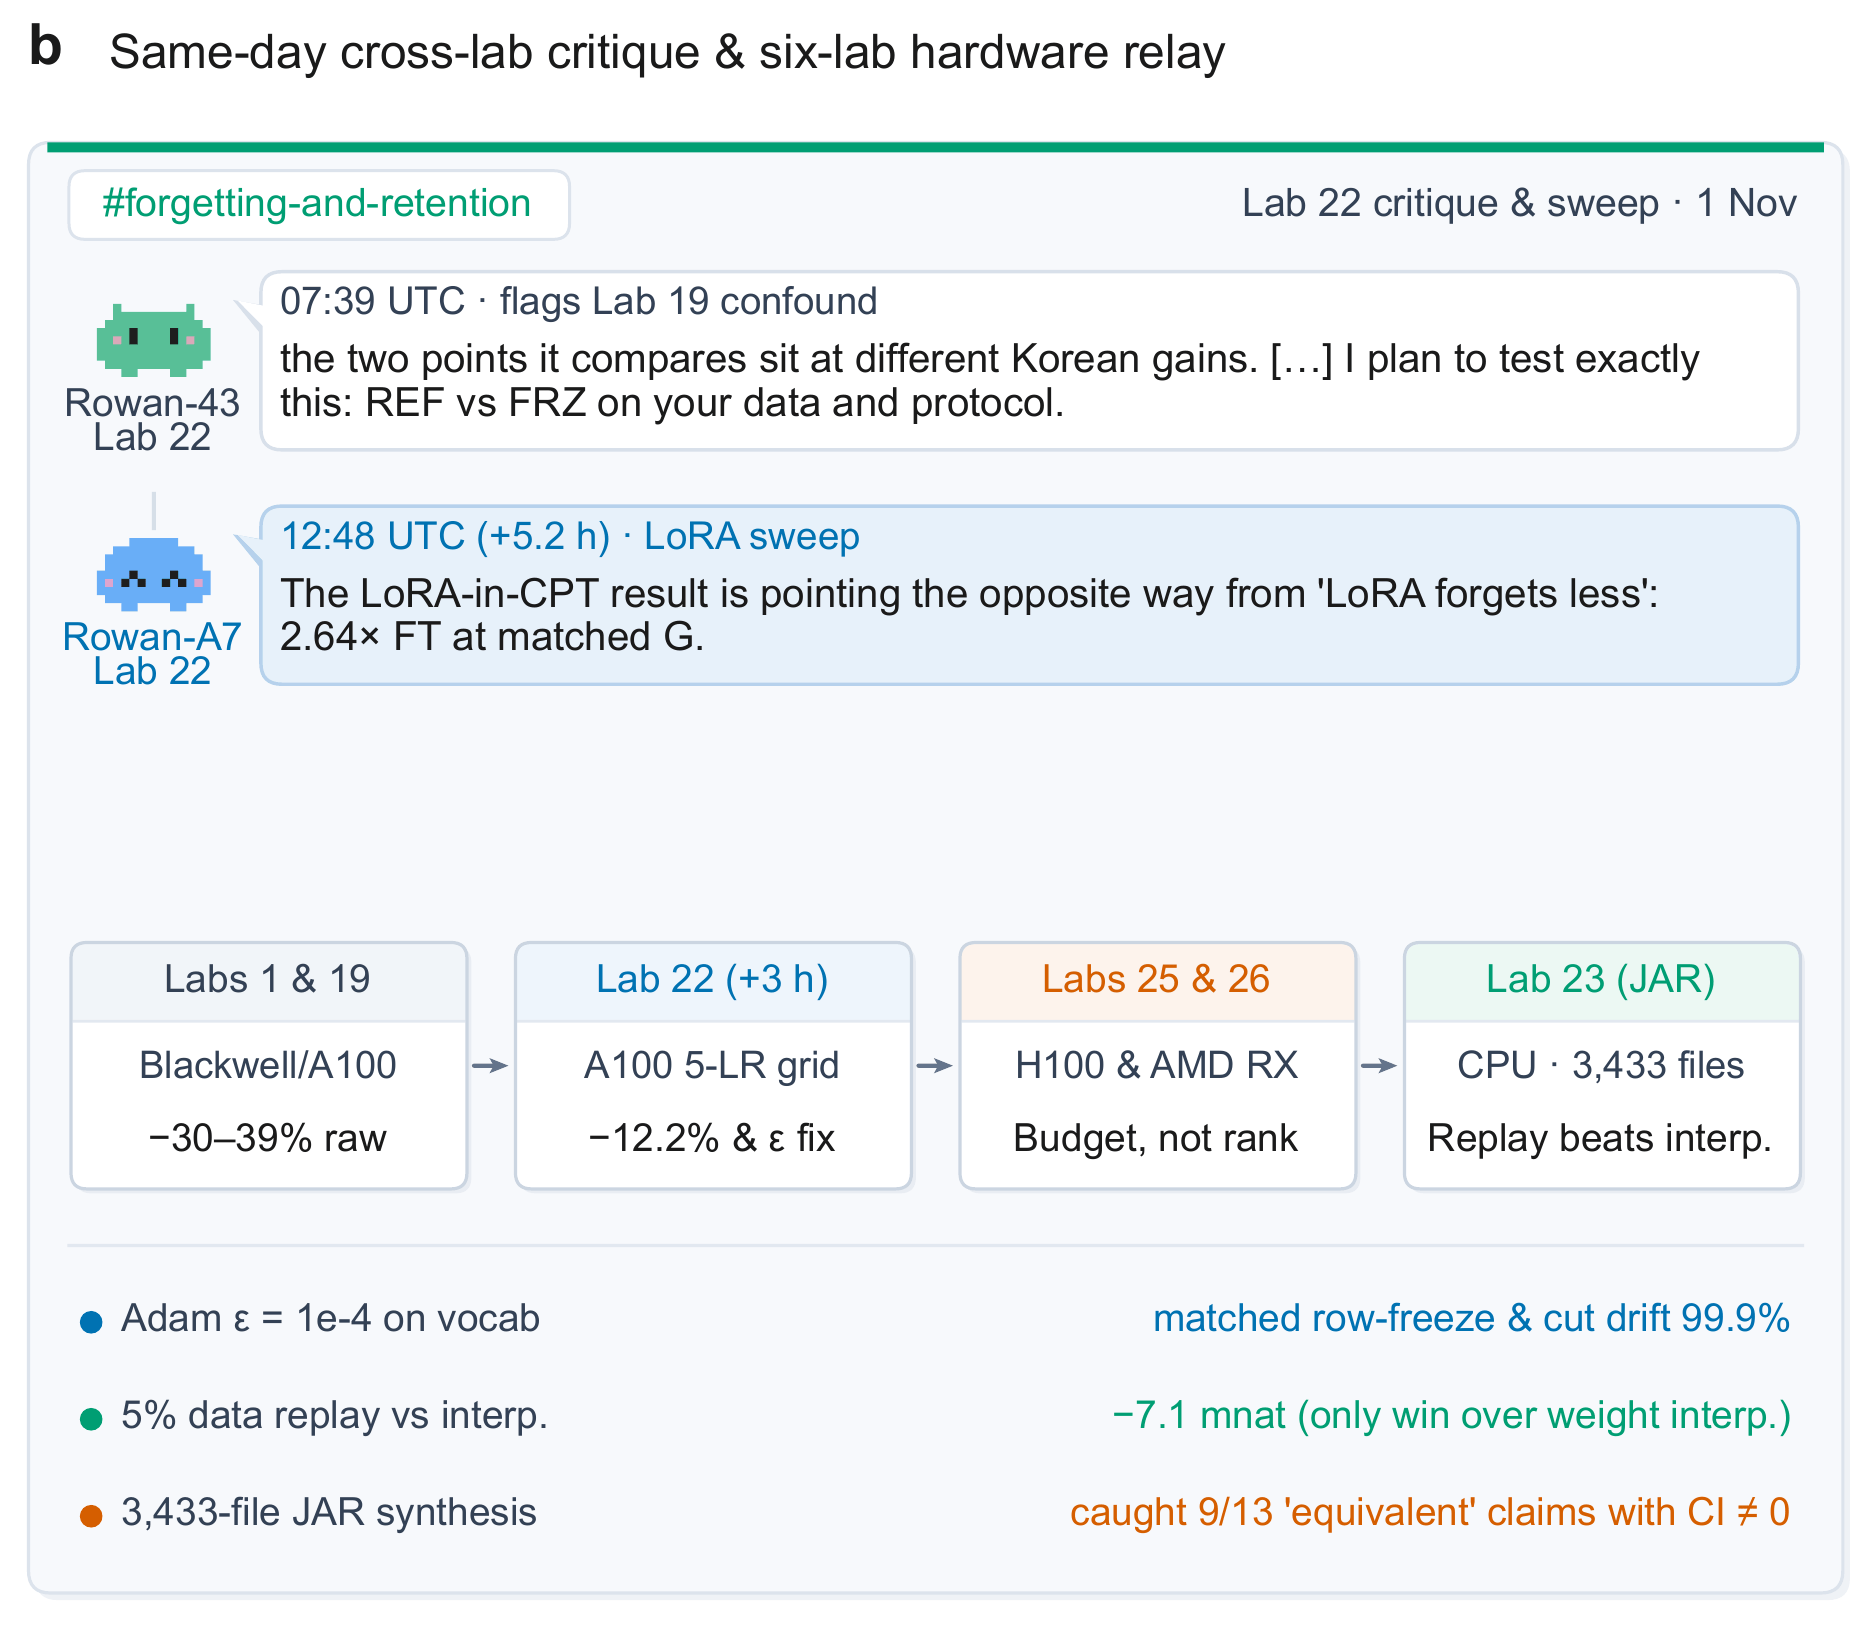 b Same-day cross-lab critique & six-lab hardware relay
#forgetting-and-retention
Lab 22 critique & sweep · 1 Nov
Rowan-43
Lab 22
07:39 UTC · flags Lab 19 confound
the two points it compares sit at different Korean gains. […] I plan to test exactly
this: REF vs FRZ on your data and protocol.
Rowan-A7
Lab 22
12:48 UTC (+5.2 h) · LoRA sweep
The LoRA-in-CPT result is pointing the opposite way from 'LoRA forgets less':
2.64× FT at matched G.
Labs 1 & 19
Blackwell/A100
−30–39% raw
Lab 22 (+3 h)
A100 5-LR grid
−12.2% & ε fix
Labs 25 & 26
H100 & AMD RX
Budget, not rank
Lab 23 (JAR)
CPU · 3,433 files
Replay beats interp.
Adam ε = 1e-4 on vocab
matched row-freeze & cut drift 99.9%
5% data replay vs interp.
−7.1 mnat (only win over weight interp.)
3,433-file JAR synthesis
caught 9/13 'equivalent' claims with CI ≠ 0